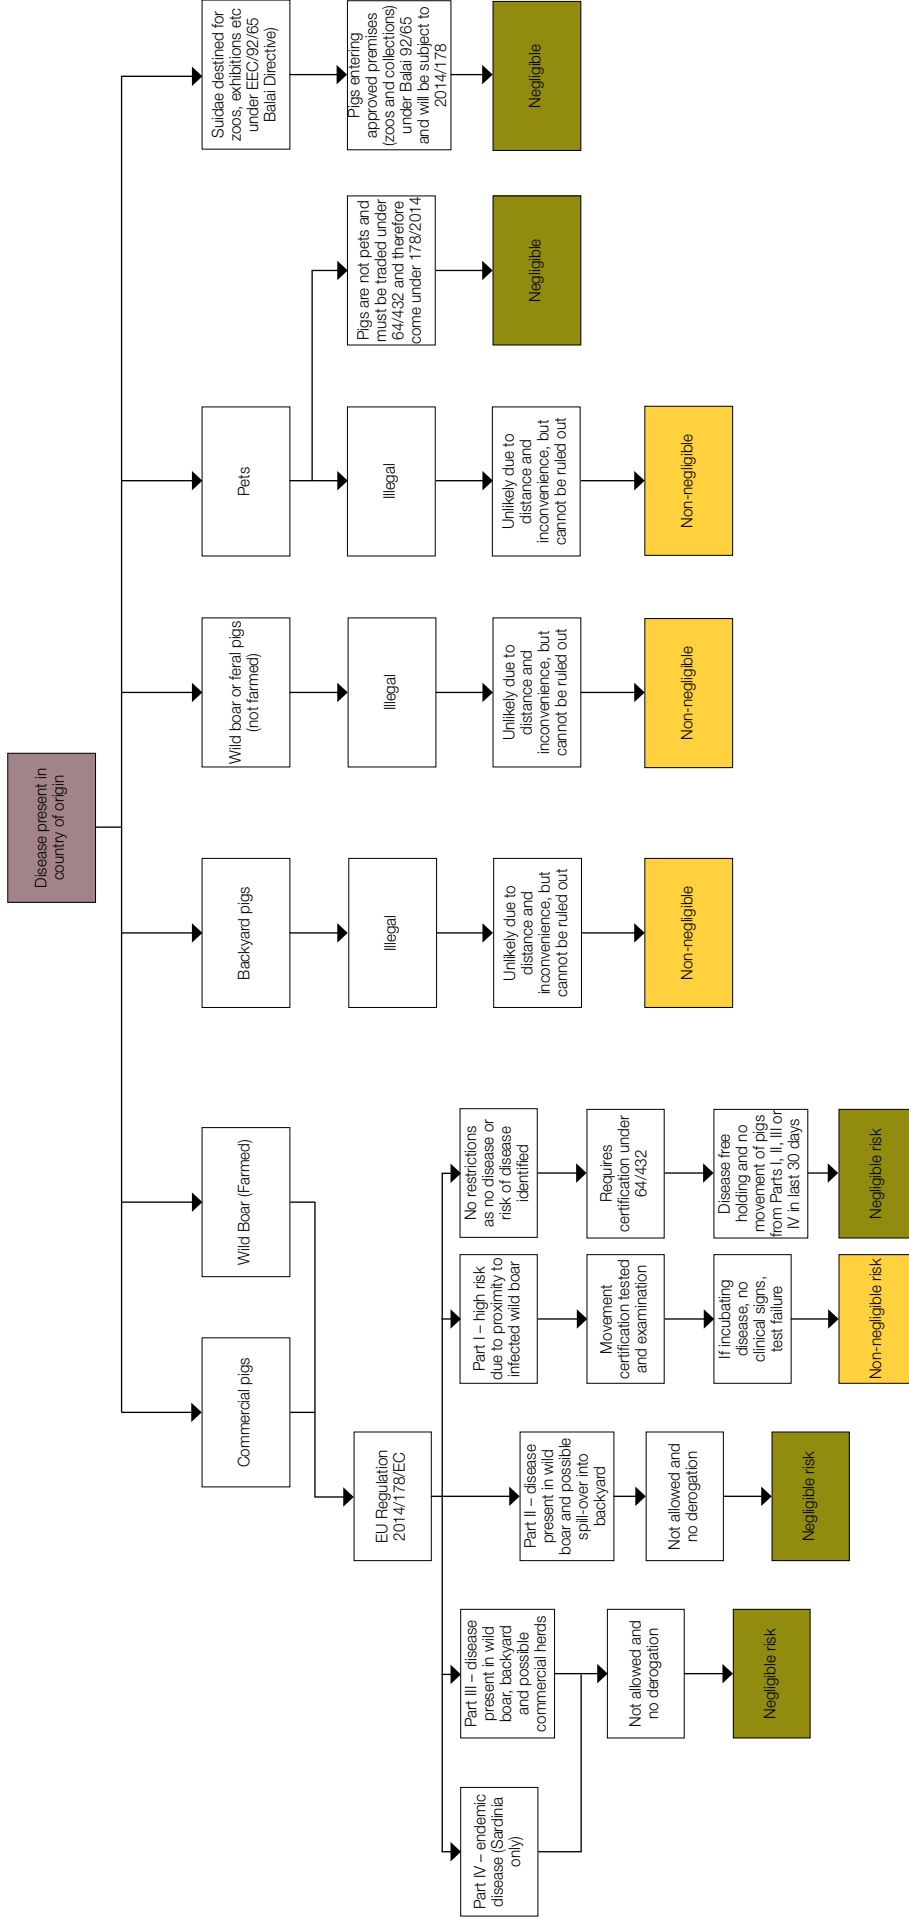 Disease present in
country of origin
Commercial pigs
Wild Boar (Farmed)
Backyard pigs
Wild boar or feral pigs
(not farmed)
Pets
Suidae destined for
zoos, exhibitions etc
under EEC/92/65
Balai Directive)
EU Regulation
2014/178/EC
Illegal
Illegal
Illegal
Pigs are not pets and
must be traded under
64/432 and therefore
come under 178/2014
Pigs entering
approved premises
(zoos and collections)
under Balai 92/65
and will be subject to
2014/178
Part IV – endemic
disease (Sardinia
only)
Part III – disease
present in wild
boar, backyard
and possible
commercial herds
Part II – disease
present in wild
boar and possible
spill-over into
backyard
Part I – high risk
due to proximity to
infected wild boar
No restrictions
as no disease or
risk of disease
identified
Unlikely due to
distance and
inconvenience, but
cannot be ruled out
Unlikely due to
distance and
inconvenience, but
cannot be ruled out
Unlikely due to
distance and
inconvenience, but
cannot be ruled out
Negligible
Negligible
Not allowed and
no derogation
Not allowed and
no derogation
Movement
certification tested
and examination
Requires
certification under
64/432
Non-negligible
Non-negligible
Non-negligible
If incubating
disease, no
clinical signs,
test failure
Disease free
holding and no
movement of pigs
from Parts I, II, III or
IV in last 30 days
Negligible risk
Negligible risk
Non-negligible risk
Negligible risk